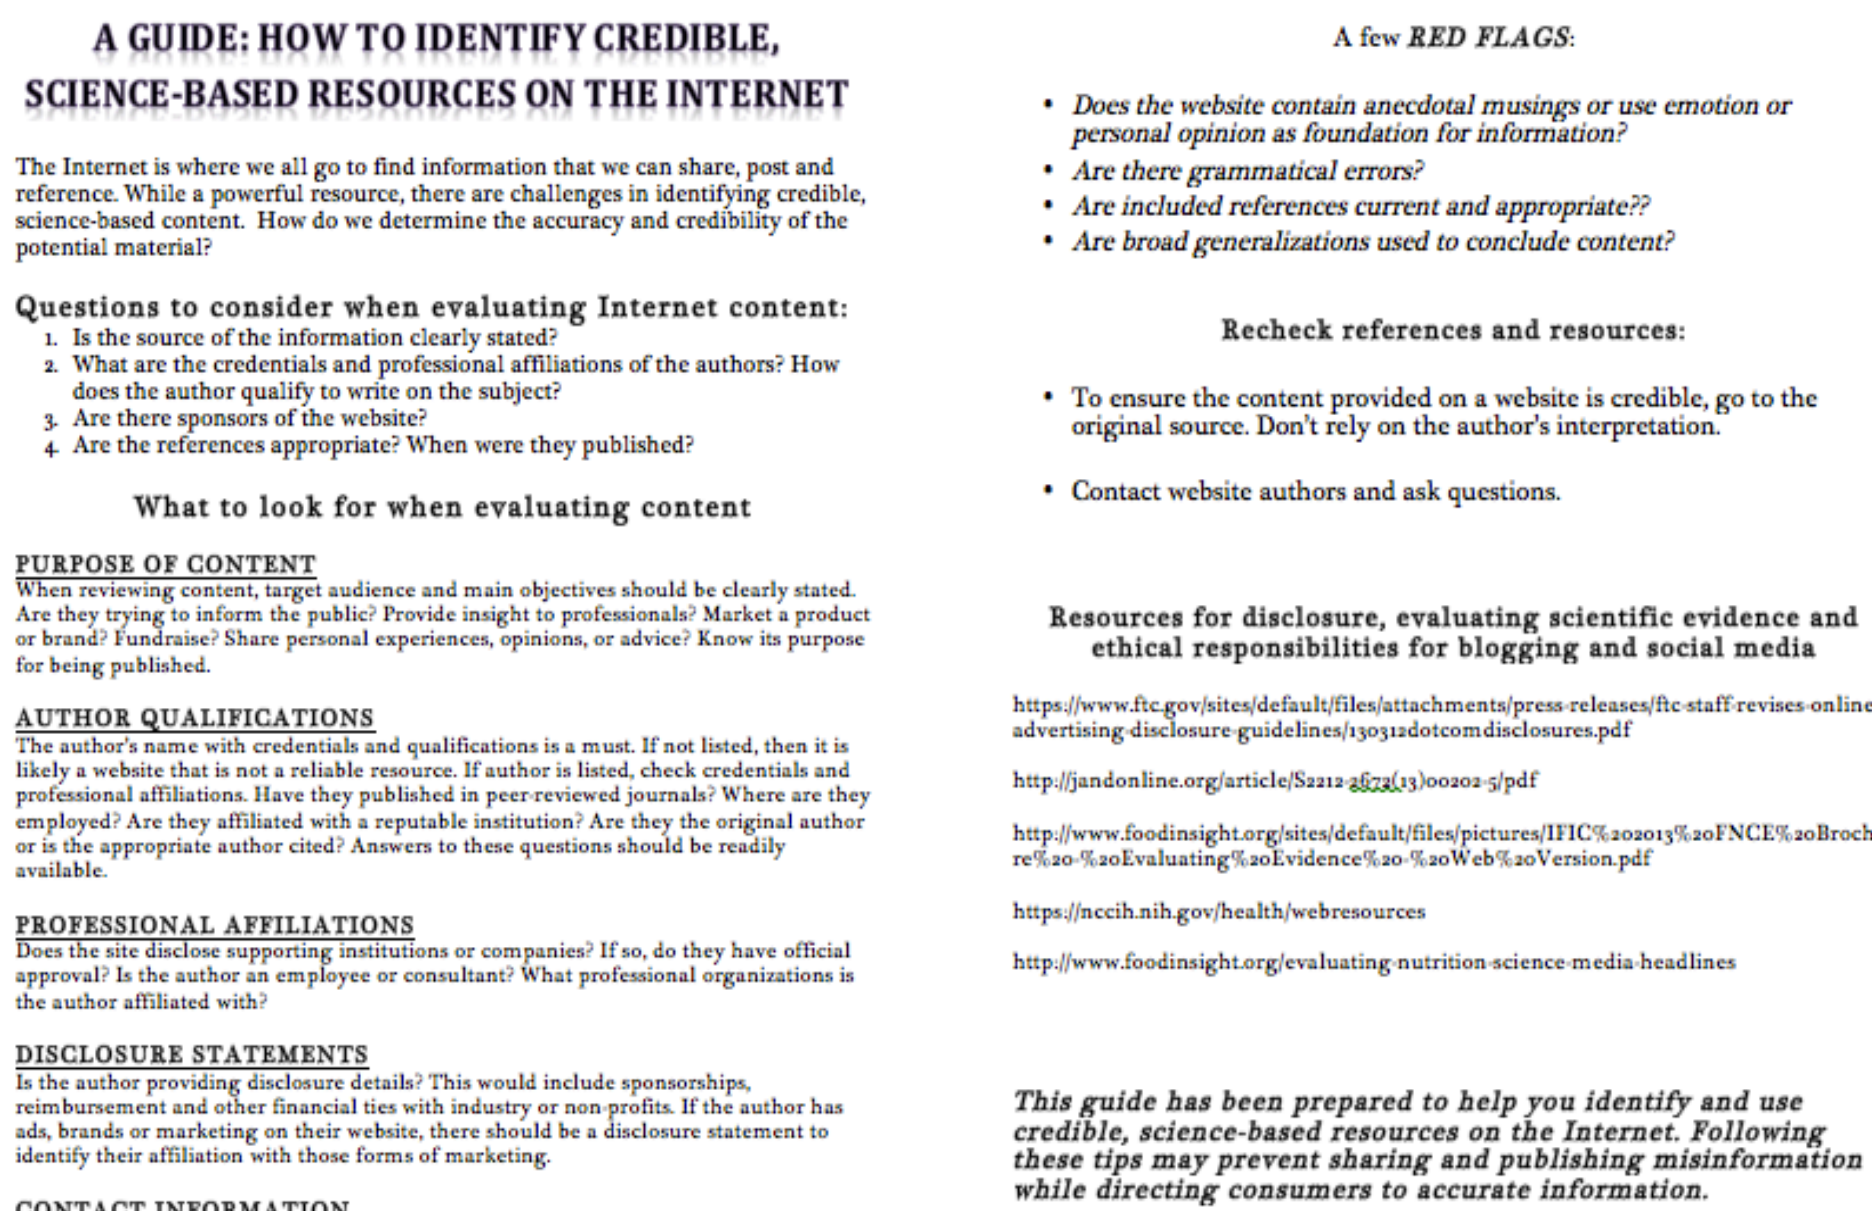 A GUIDE: HOW TO IDENTIFY CREDIBLE,
SCIENCE-BASED RESOURCES ON THE INTERNET
The Internet is where we all go to find information that we can share, post and
reference. While a powerful resource, there are challenges in identifying credible,
science-based content.  How do we determine the accuracy and credibility of the
potential material?
Questions to consider when evaluating Internet content:
1. Is the source of the information clearly stated?
2. What are the credentials and professional affiliations of the authors? How
does the author qualify to write on the subject?
3. Are there sponsors of the website?
4. Are the references appropriate? When were they published?
What to look for when evaluating content
PURPOSE OF CONTENT
When reviewing content, target audience and main objectives should be clearly stated.
Are they trying to inform the public? Provide insight to professionals? Market a product
or brand? Fundraise? Share personal experiences, opinions, or advice? Know its purpose
for being published.
AUTHOR QUALIFICATIONS
The author's name with credentials and qualifications is a must. If not listed, then it is
likely a website that is not a reliable resource. If author is listed, check credentials and
professional affiliations. Have they published in peer-reviewed journals? Where are they
employed? Are they affiliated with a reputable institution? Are they the original author
or is the appropriate author cited? Answers to these questions should be readily
available.
PROFESSIONAL AFFILIATIONS
Does the site disclose supporting institutions or companies? If so, do they have official
approval? Is the author an employee or consultant? What professional organizations is
the author affiliated with?
DISCLOSURE STATEMENTS
Is the author providing disclosure details? This would include sponsorships,
reimbursement and other financial ties with industry or non-profits. If the author has
ads, brands or marketing on their website, there should be a disclosure statement to
identify their affiliation with those forms of marketing.
CONTACT INFORMATION
A few RED FLAGS:
• Does the website contain anecdotal musings or use emotion or
personal opinion as foundation for information?
• Are there grammatical errors?
• Are included references current and appropriate??
• Are broad generalizations used to conclude content?
Recheck references and resources:
• To ensure the content provided on a website is credible, go to the
original source. Don't rely on the author's interpretation.
• Contact website authors and ask questions.
Resources for disclosure, evaluating scientific evidence and
ethical responsibilities for blogging and social media
https://www.ftc.gov/sites/default/files/attachments/press-releases/ftc-staff-revises-online
advertising-disclosure-guidelines/130312dotcomdisclosures.pdf
http://jandonline.org/article/S2212-2672(13)00202-5/pdf
http://www.foodinsight.org/sites/default/files/pictures/IFIC%202013%20FNCE%20Broch
re%20-%20Evaluating%20Evidence%20-%20Web%20Version.pdf
https://nccih.nih.gov/health/webresources
http://www.foodinsight.org/evaluating-nutrition-science-media-headlines
This guide has been prepared to help you identify and use
credible, science-based resources on the Internet. Following
these tips may prevent sharing and publishing misinformation
while directing consumers to accurate information.